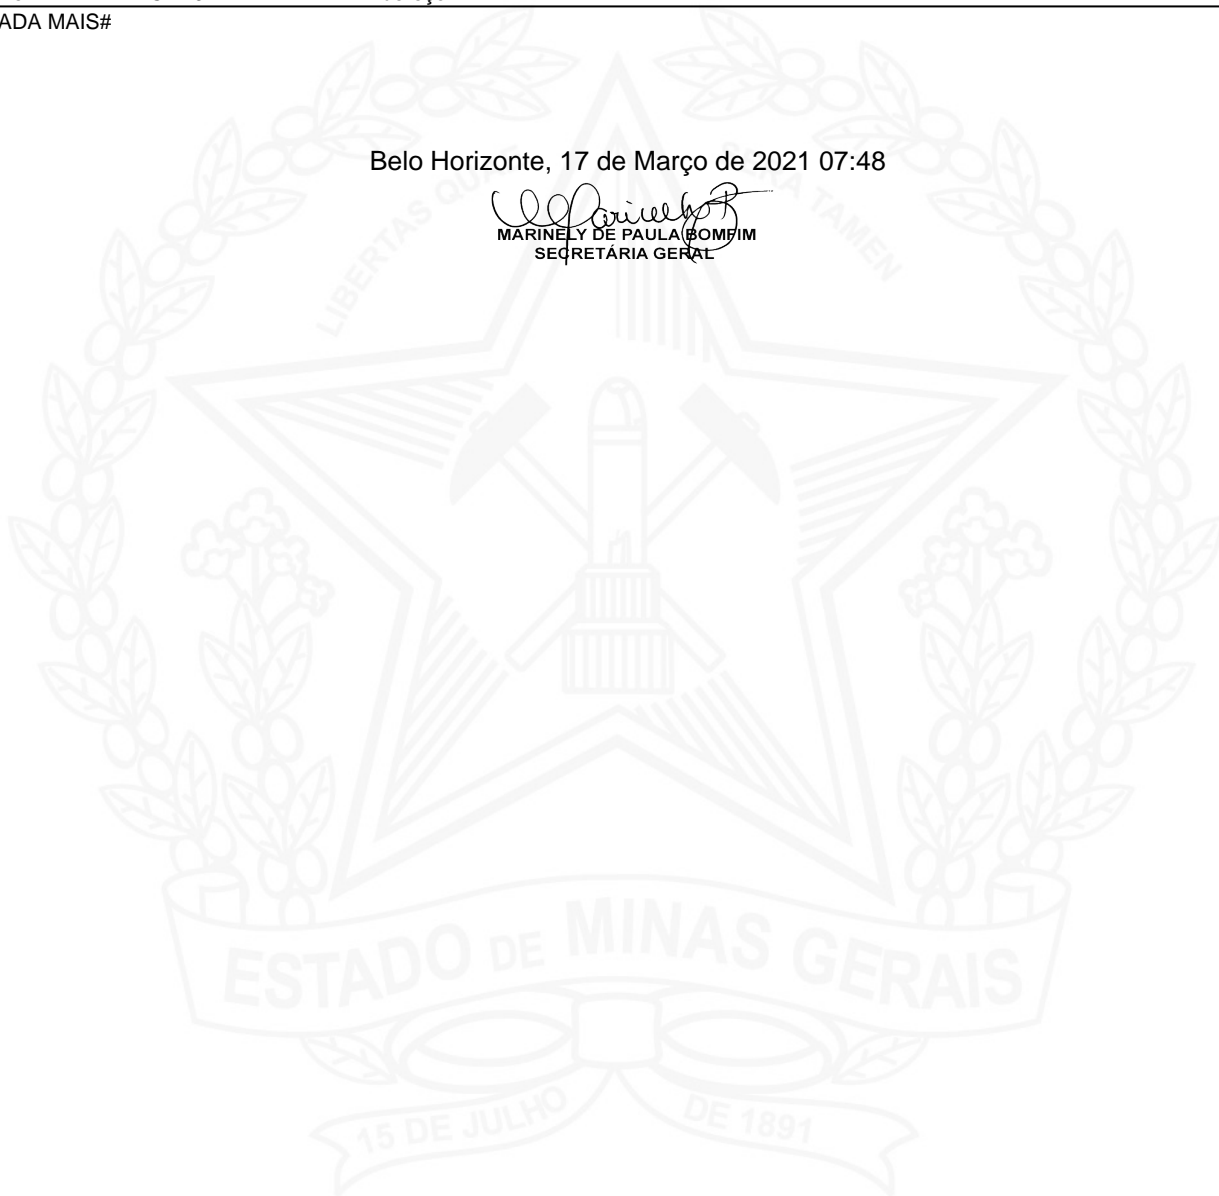 ADA MAIS#
Belo Horizonte, 17 de Março de 2021 07:48
MARINELY DE PAULA BOMFIM
SECRETÁRIA GERAL
LIBERTAS QUÆ SERA TAMEN
ESTADO DE MINAS GERAIS
15 DE JULHO DE 1891